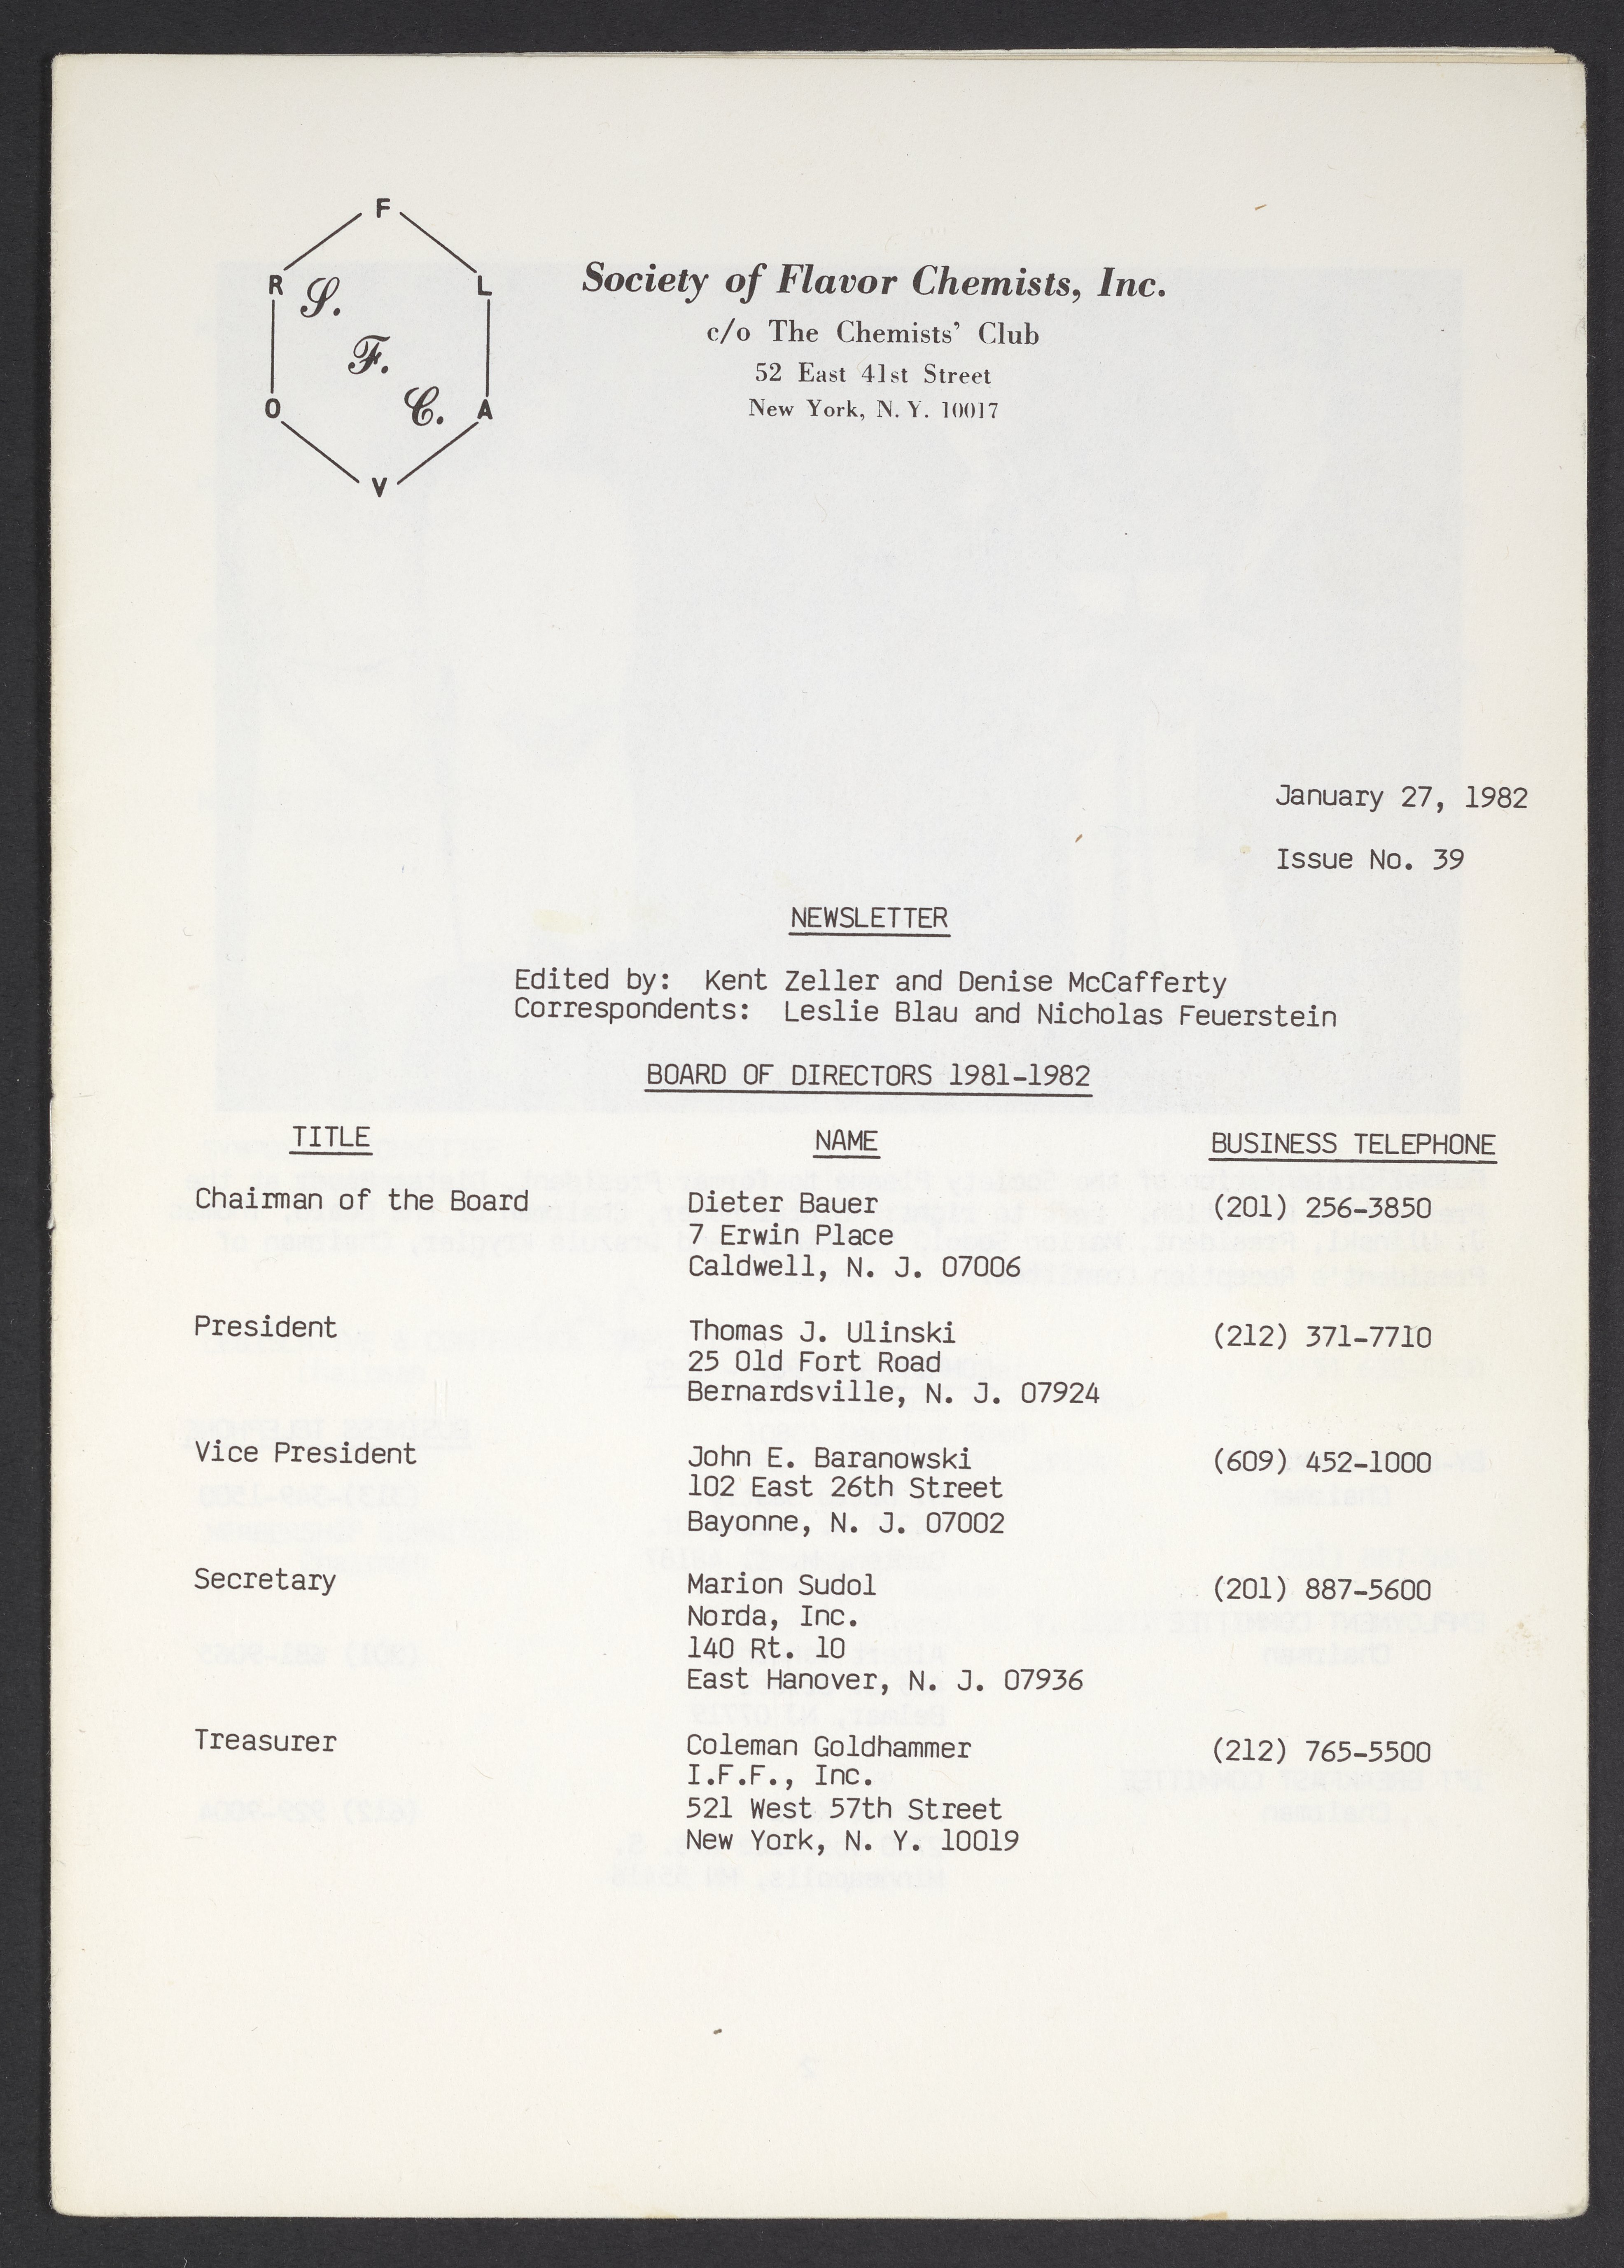 F
R L
S.
F.
C.
O A
V
Society of Flavor Chemists, Inc.
c/o The Chemists' Club
52 East 41st Street
New York, N. Y. 10017
January 27, 1982
Issue No. 39
NEWSLETTER
Edited by: Kent Zeller and Denise McCafferty
Correspondents: Leslie Blau and Nicholas Feuerstein
BOARD OF DIRECTORS 1981-1982
TITLE NAME BUSINESS TELEPHONE
Chairman of the Board Dieter Bauer (201) 256-3850
7 Erwin Place
Caldwell, N. J. 07006
President Thomas J. Ulinski (212) 371-7710
25 Old Fort Road
Bernardsville, N. J. 07924
Vice President John E. Baranowski (609) 452-1000
102 East 26th Street
Bayonne, N. J. 07002
Secretary Marion Sudol (201) 887-5600
Norda, Inc.
140 Rt. 10
East Hanover, N. J. 07936
Treasurer Coleman Goldhammer (212) 765-5500
I.F.F., Inc.
521 West 57th Street
New York, N. Y. 10019